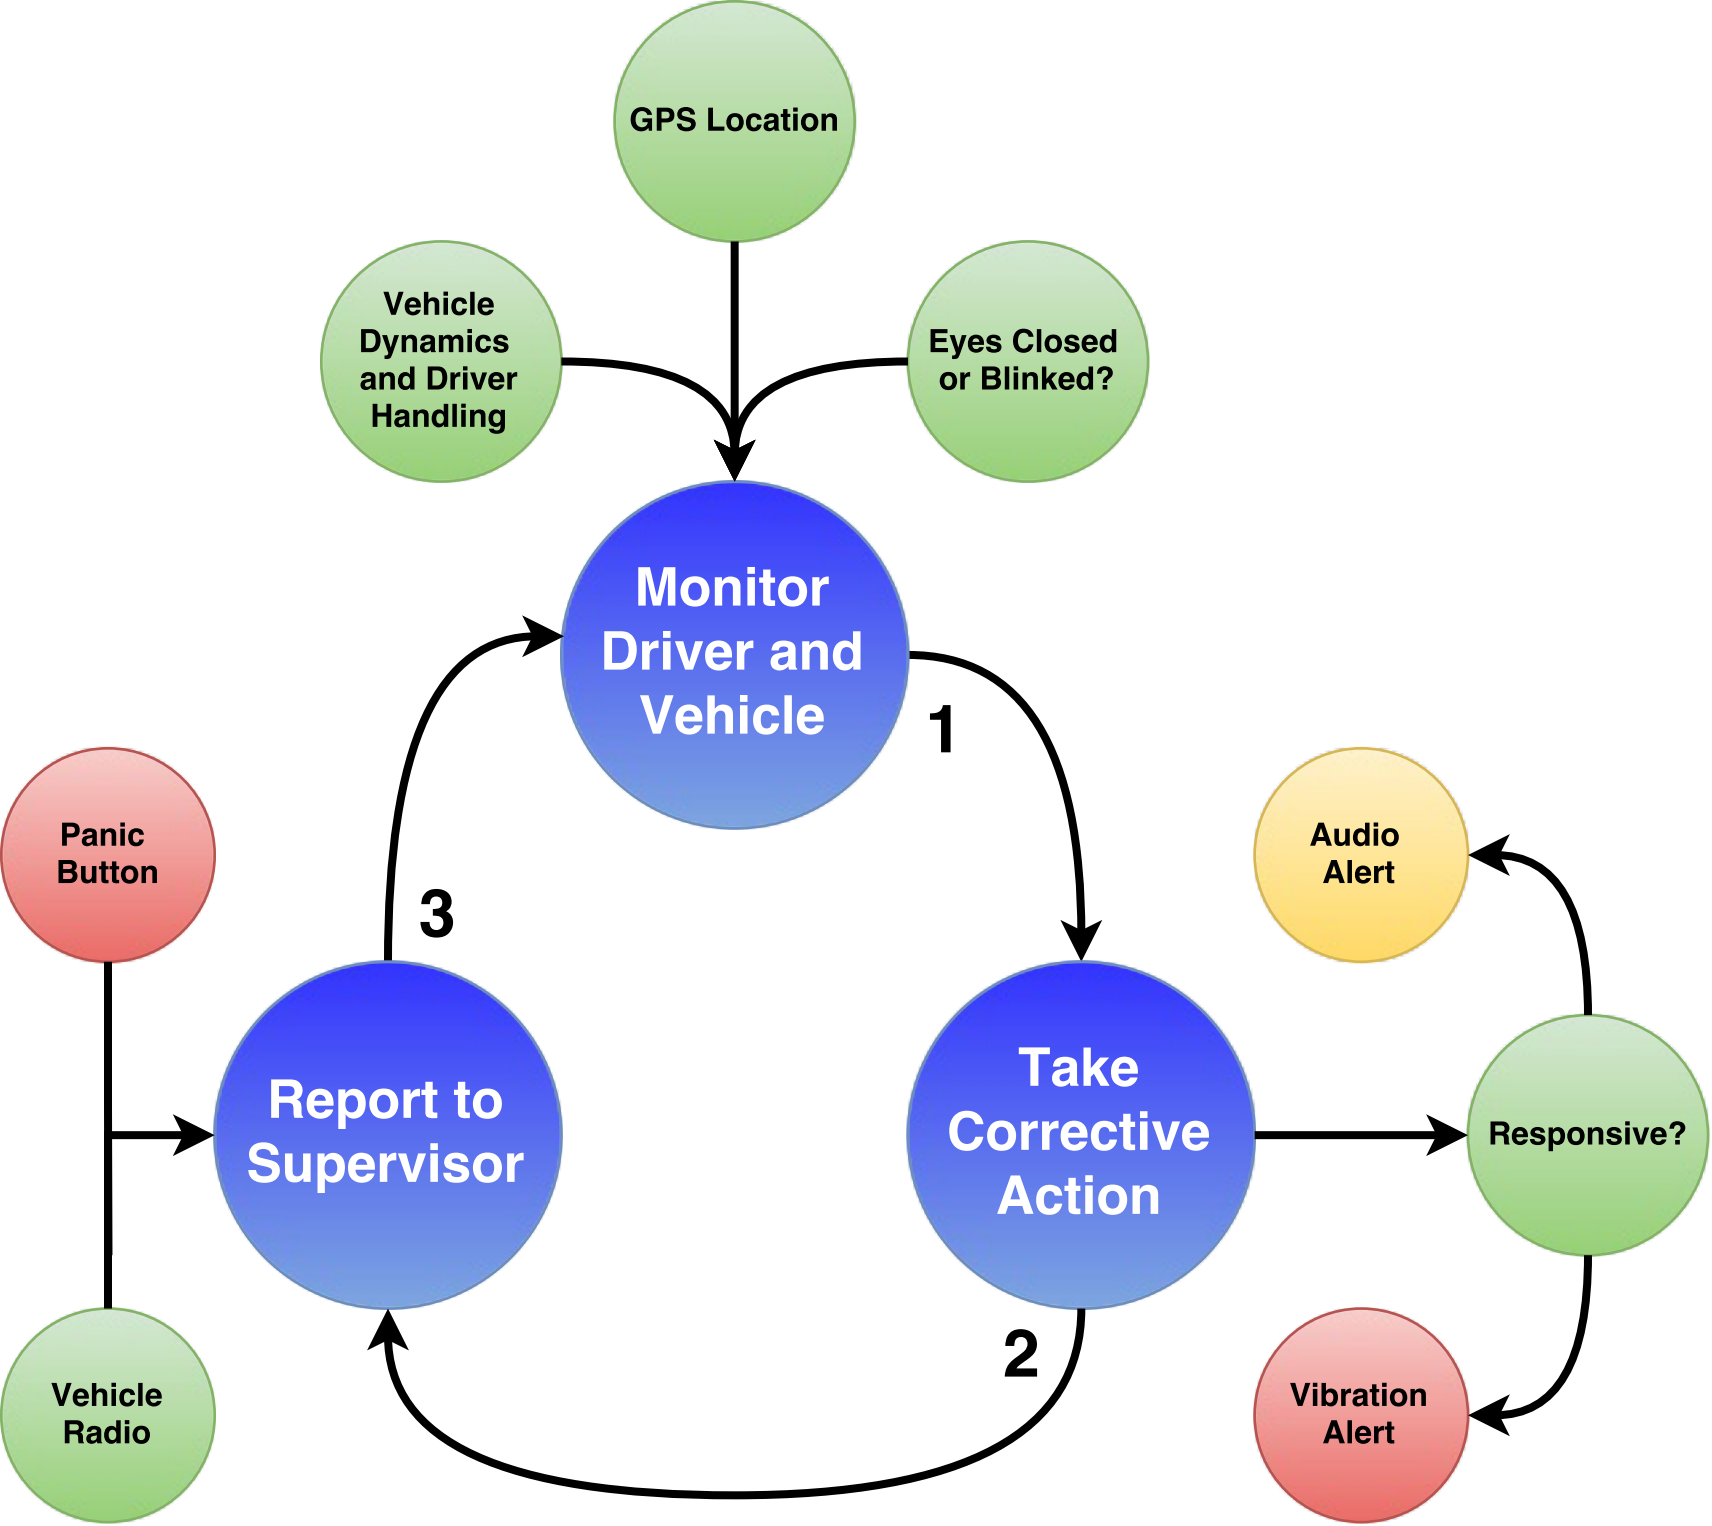 GPS Location
Vehicle
Dynamics
and Driver
Handling
Eyes Closed
or Blinked?
Monitor
Driver and
Vehicle
1
Panic
Button
3
Audio
Alert
Report to
Supervisor
Take
Corrective
Action
Responsive?
2
Vehicle
Radio
Vibration
Alert